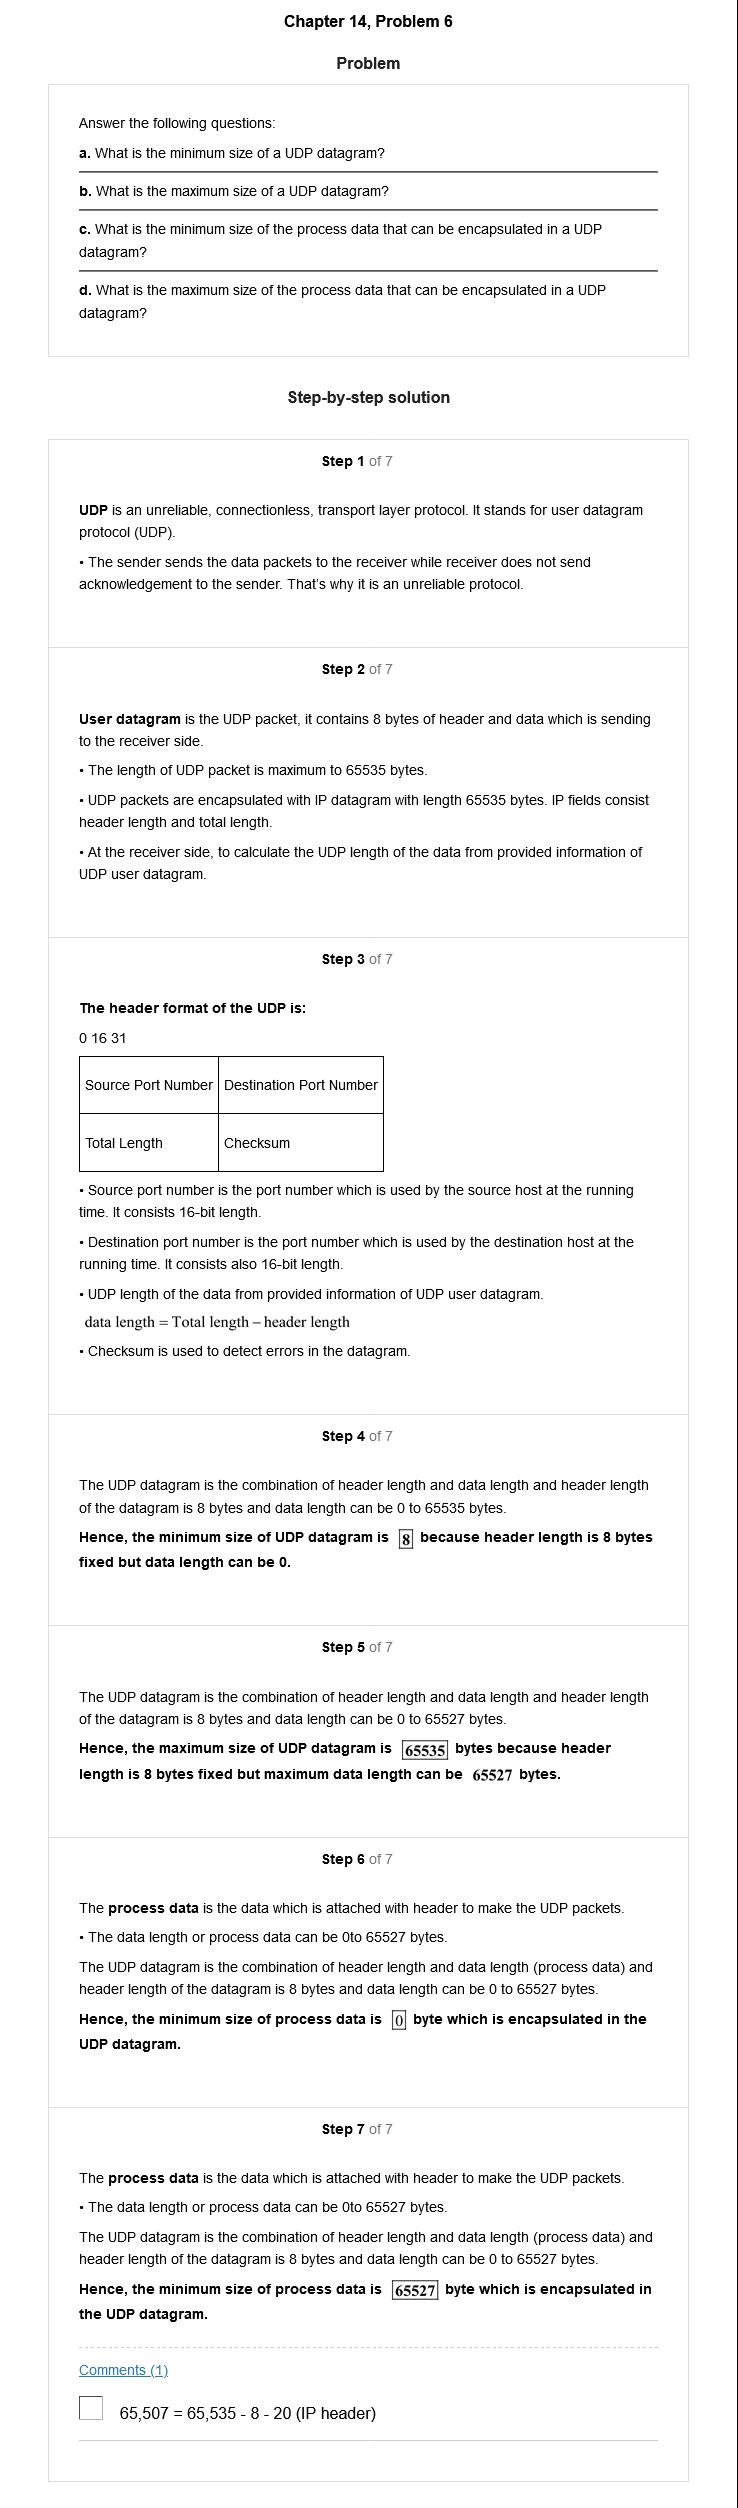 Chapter 14, Problem 6
Problem
Answer the following questions:
a. What is the minimum size of a UDP datagram?
b. What is the maximum size of a UDP datagram?
c. What is the minimum size of the process data that can be encapsulated in a UDP
datagram?
d. What is the maximum size of the process data that can be encapsulated in a UDP
datagram?
Step-by-step solution
Step 1 of 7
UDP is an unreliable, connectionless, transport layer protocol. It stands for user datagram
protocol (UDP).
• The sender sends the data packets to the receiver while receiver does not send
acknowledgement to the sender. That's why it is an unreliable protocol.
Step 2 of 7
User datagram is the UDP packet, it contains 8 bytes of header and data which is sending
to the receiver side.
• The length of UDP packet is maximum to 65535 bytes.
• UDP packets are encapsulated with IP datagram with length 65535 bytes. IP fields consist
header length and total length.
• At the receiver side, to calculate the UDP length of the data from provided information of
UDP user datagram.
Step 3 of 7
The header format of the UDP is:
0 16 31
Source Port Number Destination Port Number
Total Length Checksum
• Source port number is the port number which is used by the source host at the running
time. It consists 16-bit length.
• Destination port number is the port number which is used by the destination host at the
running time. It consists also 16-bit length.
• UDP length of the data from provided information of UDP user datagram.
data length = Total length – header length
• Checksum is used to detect errors in the datagram.
Step 4 of 7
The UDP datagram is the combination of header length and data length and header length
of the datagram is 8 bytes and data length can be 0 to 65535 bytes.
Hence, the minimum size of UDP datagram is 8 because header length is 8 bytes
fixed but data length can be 0.
Step 5 of 7
The UDP datagram is the combination of header length and data length and header length
of the datagram is 8 bytes and data length can be 0 to 65527 bytes.
Hence, the maximum size of UDP datagram is 65535 bytes because header
length is 8 bytes fixed but maximum data length can be 65527 bytes.
Step 6 of 7
The process data is the data which is attached with header to make the UDP packets.
• The data length or process data can be 0to 65527 bytes.
The UDP datagram is the combination of header length and data length (process data) and
header length of the datagram is 8 bytes and data length can be 0 to 65527 bytes.
Hence, the minimum size of process data is 0 byte which is encapsulated in the
UDP datagram.
Step 7 of 7
The process data is the data which is attached with header to make the UDP packets.
• The data length or process data can be 0to 65527 bytes.
The UDP datagram is the combination of header length and data length (process data) and
header length of the datagram is 8 bytes and data length can be 0 to 65527 bytes.
Hence, the minimum size of process data is 65527 byte which is encapsulated in
the UDP datagram.
Comments (1)
65,507 = 65,535 - 8 - 20 (IP header)